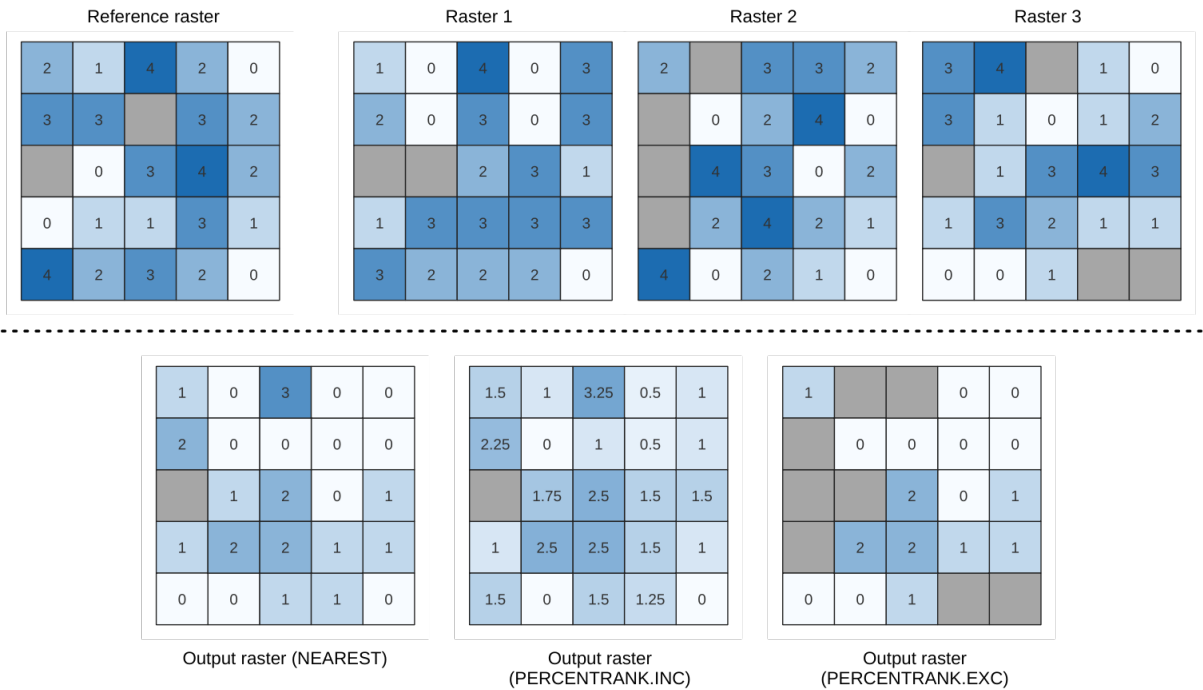 Reference raster Raster 1 Raster 2 Raster 3
2 1 4 2 0 1 0 4 0 3 2 3 3 2 3 4 1 0
3 3 3 2 2 0 3 0 3 0 2 4 0 3 1 0 1 2
0 3 4 2 2 3 1 4 3 0 2 1 3 4 3
0 1 1 3 1 1 3 3 3 3 2 4 2 1 1 3 2 1 1
4 2 3 2 0 3 2 2 2 0 4 0 2 1 0 0 0 1
1 0 3 0 0 1.5 1 3.25 0.5 1 1 0 0
2 0 0 0 0 2.25 0 1 0.5 1 0 0 0 0
1 2 0 1 1.75 2.5 1.5 1.5 2 0 1
1 2 2 1 1 1 2.5 2.5 1.5 1 2 2 1 1
0 0 1 1 0 1.5 0 1.5 1.25 0 0 0 1
Output raster (NEAREST) Output raster Output raster
(PERCENTRANK.INC) (PERCENTRANK.EXC)